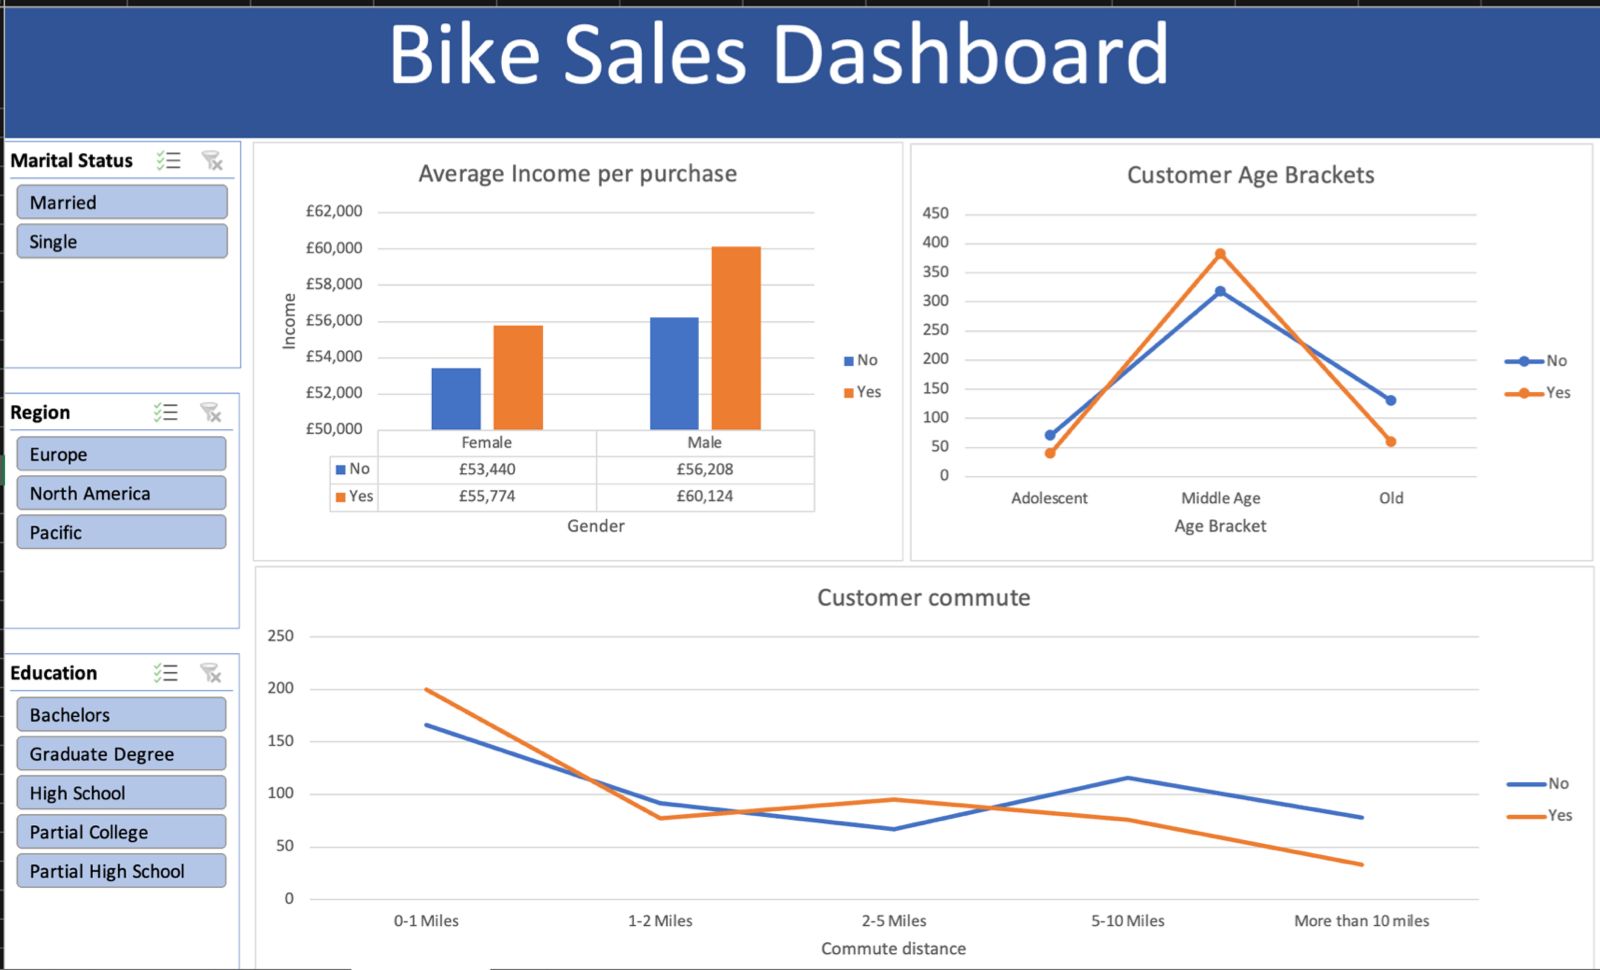 Bike Sales Dashboard
Marital Status
Married
Single
Region
Europe
North America
Pacific
Education
Bachelors
Graduate Degree
High School
Partial College
Partial High School
Average Income per purchase
£62,000
£60,000
£58,000
£56,000
£54,000
£52,000
£50,000
Income
Female Male
No £53,440 £56,208
Yes £55,774 £60,124
Gender
No
Yes
Customer Age Brackets
450
400
350
300
250
200
150
100
50
0
Adolescent Middle Age Old
Age Bracket
No
Yes
Customer commute
250
200
150
100
50
0
0-1 Miles 1-2 Miles 2-5 Miles 5-10 Miles More than 10 miles
Commute distance
No
Yes